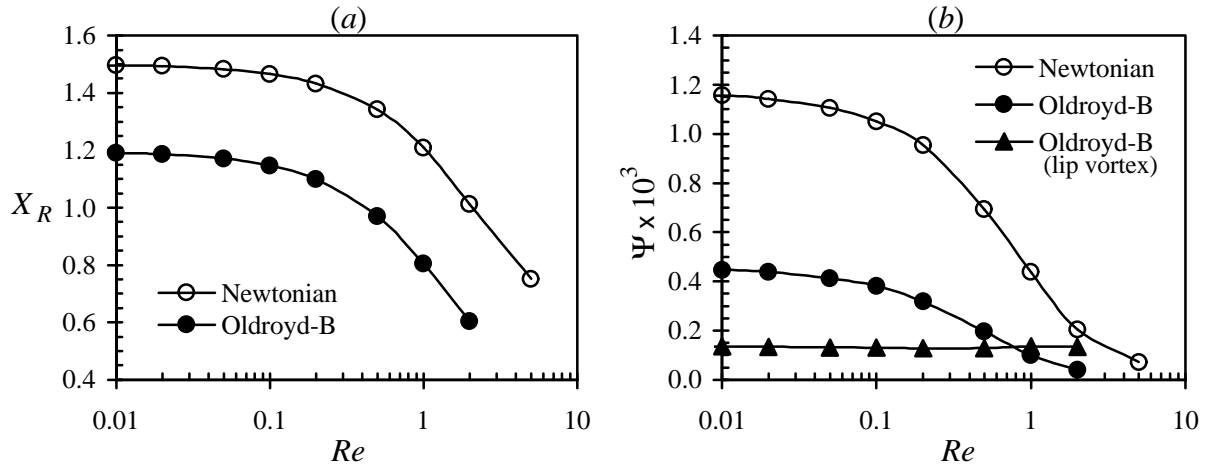 (a)
1.6
1.4
1.2
1.0
0.8
0.6
0.4
X_R
Newtonian
Oldroyd-B
0.01 0.1 1 10
Re
(b)
1.4
1.2
1.0
0.8
0.6
0.4
0.2
0.0
Ψ x 10³
Newtonian
Oldroyd-B
Oldroyd-B
(lip vortex)
0.01 0.1 1 10
Re